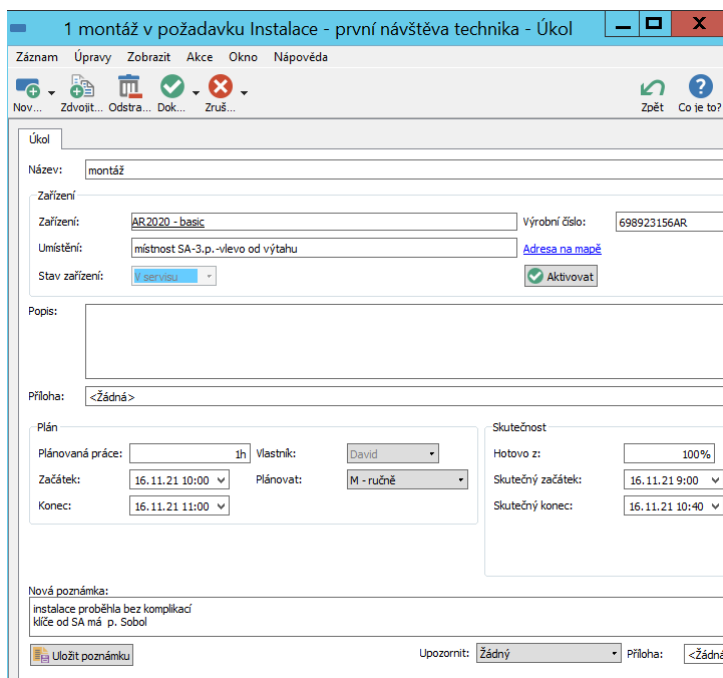 1 montáž v požadavku Instalace - první návštěva technika - Úkol
Záznam Úpravy Zobrazit Akce Okno Nápověda
Nov... Zdvojit... Odstra... Dok... Zruš... Zpět Co je to?
Úkol
Název: montáž
Zařízení
Zařízení: AR2020 - basic Výrobní číslo: 698923156AR
Umístění: místnost SA-3.p.-vlevo od výtahu Adresa na mapě
Stav zařízení: V servisu Aktivovat
Popis:
Příloha: <Žádná>
Plán Skutečnost
Plánovaná práce: 1h Vlastník: David Hotovo z: 100%
Začátek: 16.11.21 10:00 Plánovat: M - ručně Skutečný začátek: 16.11.21 9:00
Konec: 16.11.21 11:00 Skutečný konec: 16.11.21 10:40
Nová poznámka:
instalace proběhla bez komplikací
klíče od SA má p. Sobol
Uložit poznámku Upozornit: Žádný Příloha: <Žádná